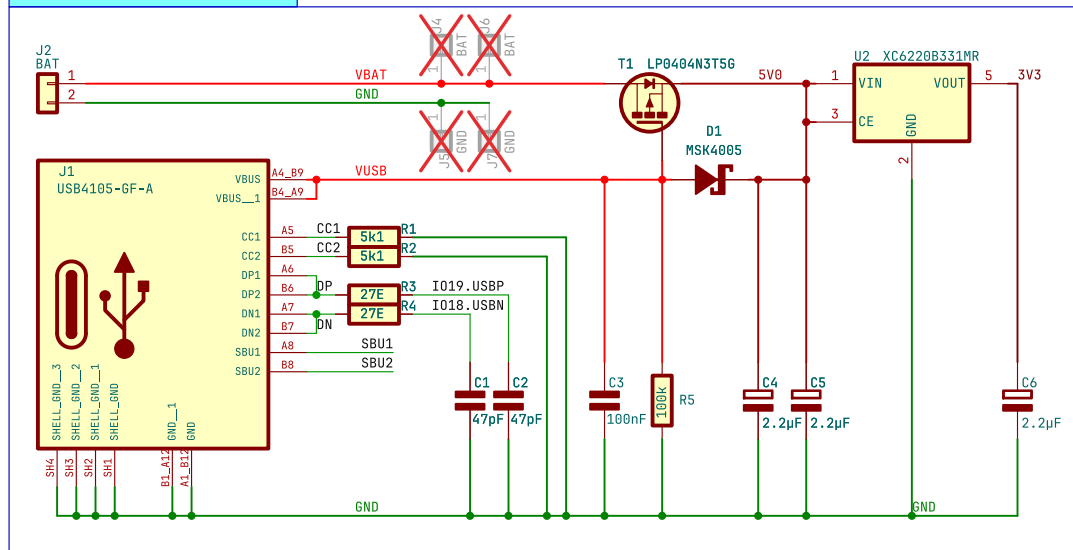 J2
BAT
1
2
VBAT
GND
J4
BAT
1
J6
BAT
1
J5
GND
1
J7
GND
1
T1 LP0404N3T5G
5V0
U2 XC6220B331MR
1 VIN
3 CE
VOUT 5
GND
2
3V3
D1
MSK4005
VUSB
J1
USB4105-GF-A
VBUS A4_B9
VBUS__1 B4_A9
CC1 A5 CC1 5k1 R1
CC2 B5 CC2 5k1 R2
DP1 A6
DP2 B6 DP 27E R3 IO19.USBP
DN1 A7 27E R4 IO18.USBN
DN2 B7 DN
SBU1 A8 SBU1
SBU2 B8 SBU2
SHELL_GND__3
SHELL_GND__2
SHELL_GND__1
SHELL_GND
GND__1
GND
SH4
SH3
SH2
SH1
B1_A12
A1_B12
C1
47pF
C2
47pF
C3
100nF
100k R5
C4
2.2µF
C5
2.2µF
C6
2.2µF
GND
GND